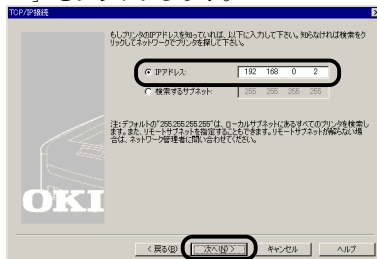 TCP/IP接続
もしプリンタのIPアドレスを知っていれば、以下に入力して下さい。知らなければ検索をク
リックしてネットワークでプリンタを探して下さい。
IPアドレス: 192 168 0 2
検索するサブネット: 255 255 255 255
注:デフォルトの"255.255.255.255"は、ローカルサブネットにあるすべてのプリンタを検索し
ます。また、リモートサブネットを指定することもできます。リモートサブネットが解らない場
合は、ネットワーク管理者に問い合わせてください。
OKI
< 戻る(B) 次へ(N) > キャンセル ヘルプ